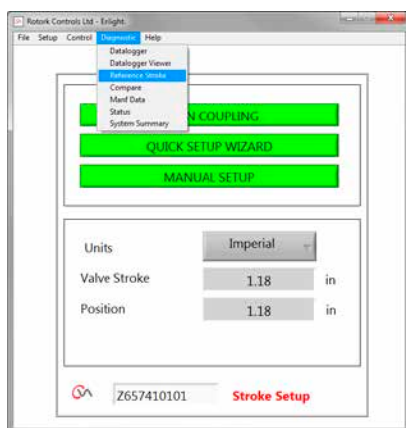 Rotork Controls Ltd - Enlight.
File Setup Control Diagnostic Help
Datalogger
Datalogger Viewer
Reference Stroke
Compare
Manf Data
Status
System Summary
N COUPLING
QUICK SETUP WIZARD
MANUAL SETUP
Units Imperial
Valve Stroke 1.18 in
Position 1.18 in
Z657410101 Stroke Setup